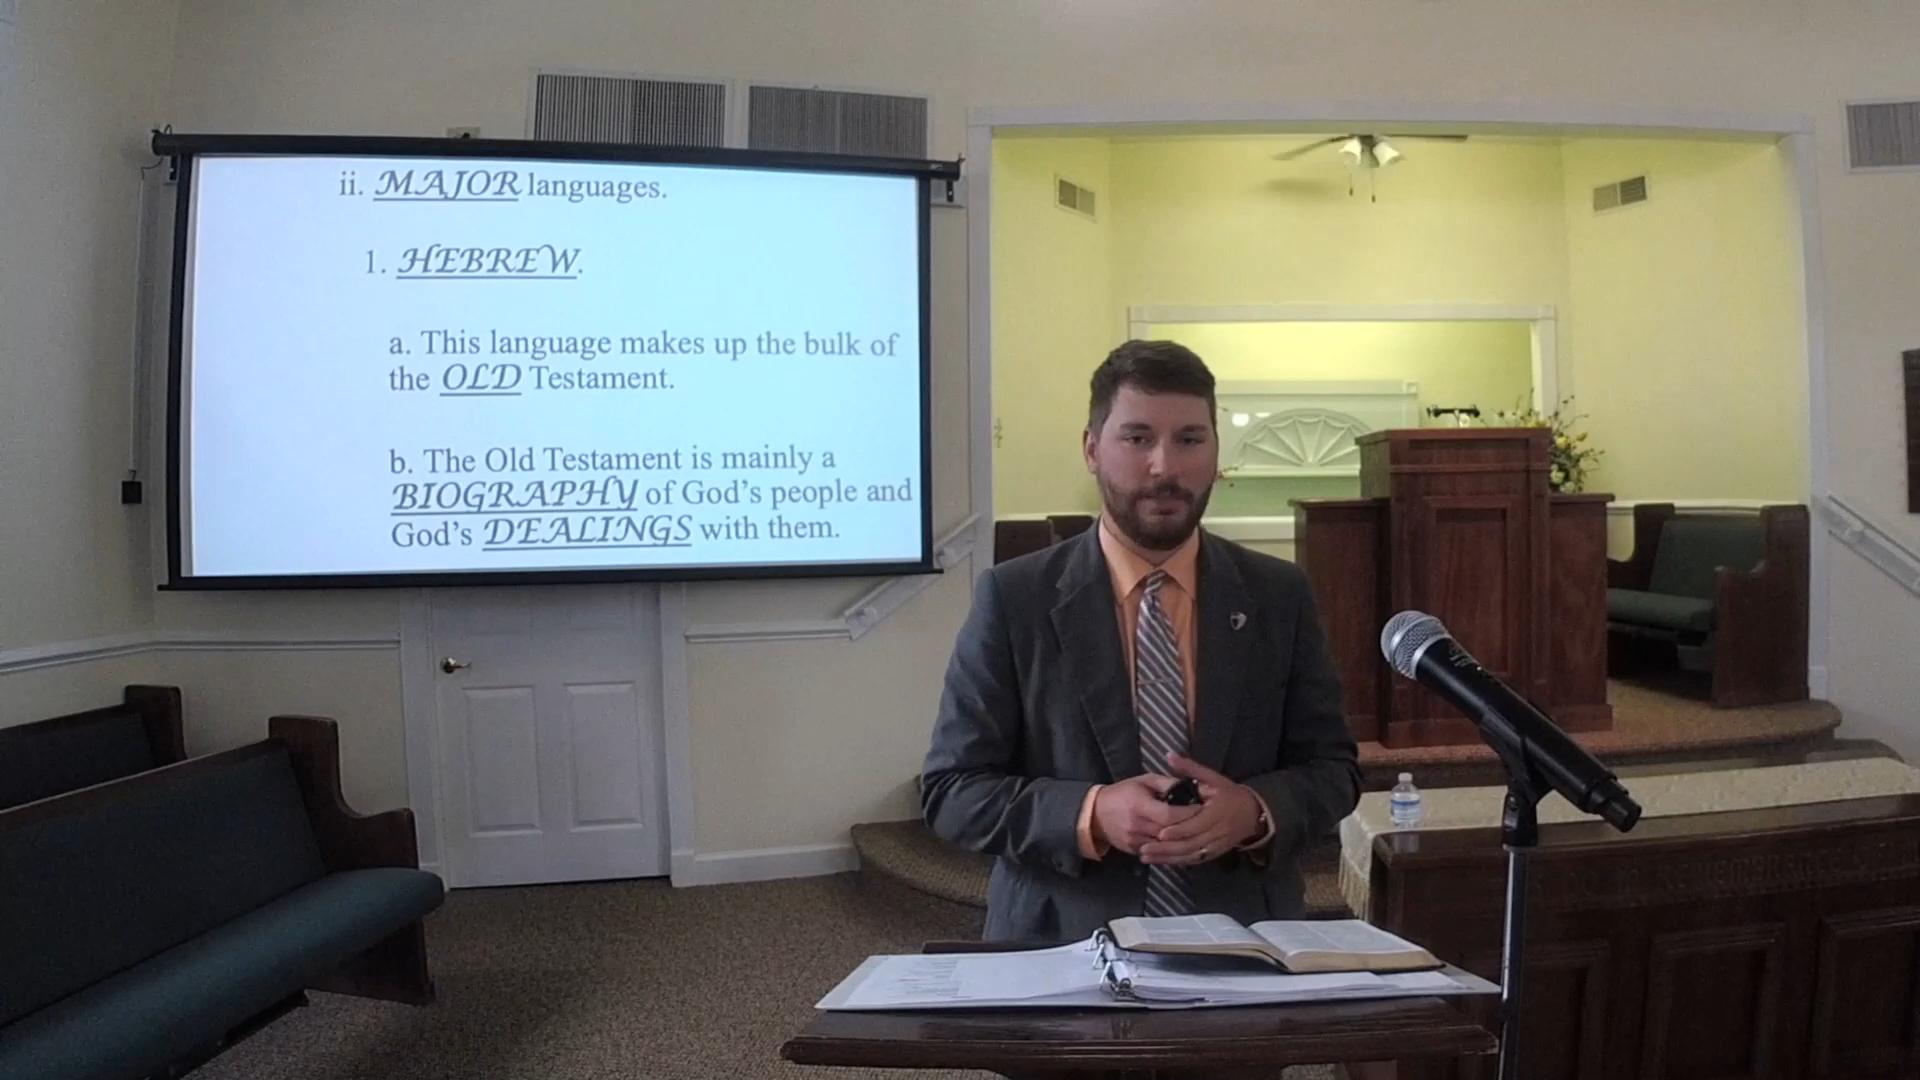 ii. MAJOR languages.
1. HEBREW.
a. This language makes up the bulk of
the OLD Testament.
b. The Old Testament is mainly a
BIOGRAPHY of God's people and
God's DEALINGS with them.